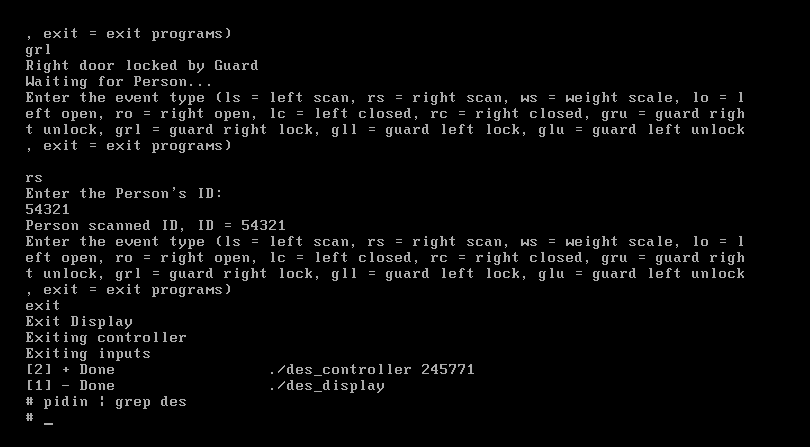 , exit = exit programs)
grl
Right door locked by Guard
Waiting for Person...
Enter the event type (ls = left scan, rs = right scan, ws = weight scale, lo = l
eft open, ro = right open, lc = left closed, rc = right closed, gru = guard righ
t unlock, grl = guard right lock, gll = guard left lock, glu = guard left unlock
, exit = exit programs)
rs
Enter the Person's ID:
54321
Person scanned ID, ID = 54321
Enter the event type (ls = left scan, rs = right scan, ws = weight scale, lo = l
eft open, ro = right open, lc = left closed, rc = right closed, gru = guard righ
t unlock, grl = guard right lock, gll = guard left lock, glu = guard left unlock
, exit = exit programs)
exit
Exit Display
Exiting controller
Exiting inputs
[2] + Done                 ./des_controller 245771
[1] - Done                 ./des_display
# pidin | grep des
# _